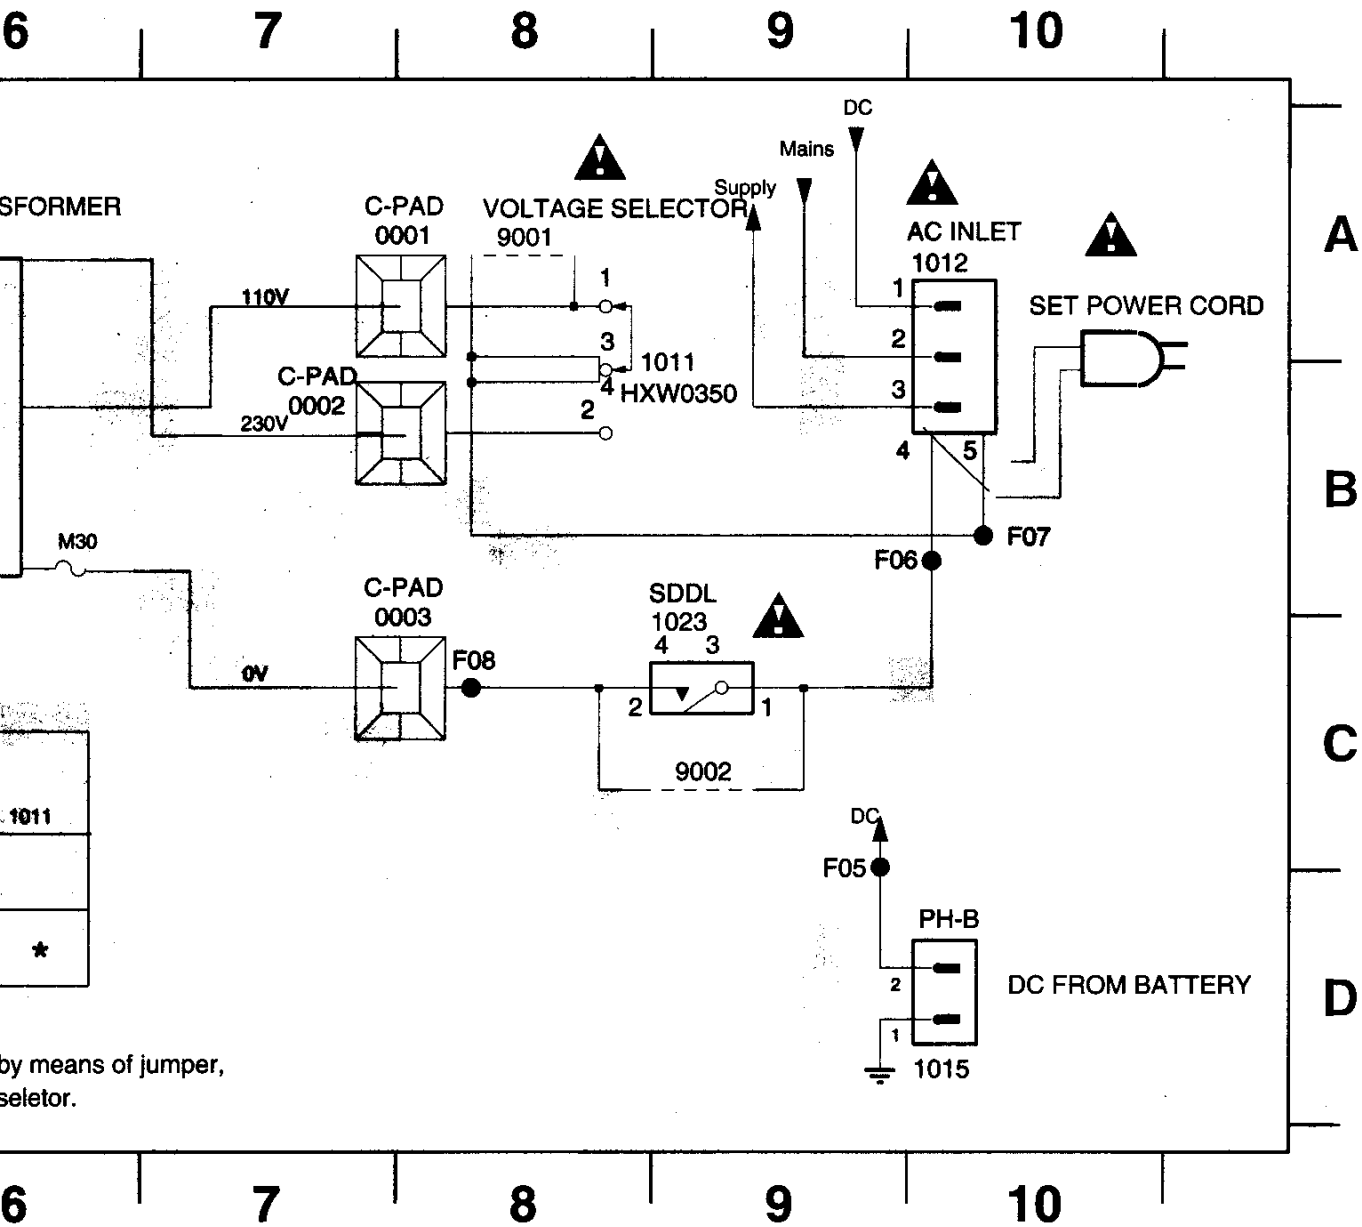 6 7 8 9 10
DC
Mains
Supply
SFORMER
C-PAD
0001
VOLTAGE SELECTOR
9001
AC INLET
1012
A
SET POWER CORD
110V
1
3
4
2
1011
HXW0350
C-PAD
0002
230V
1
2
3
4 5
B
M30
F07
F06
C-PAD
0003
SDDL
1023
4 3
F08
0V
2 1
C
9002
1011
DC
F05
PH-B
*
2
DC FROM BATTERY
D
1
1015
by means of jumper,
seletor.
6 7 8 9 10